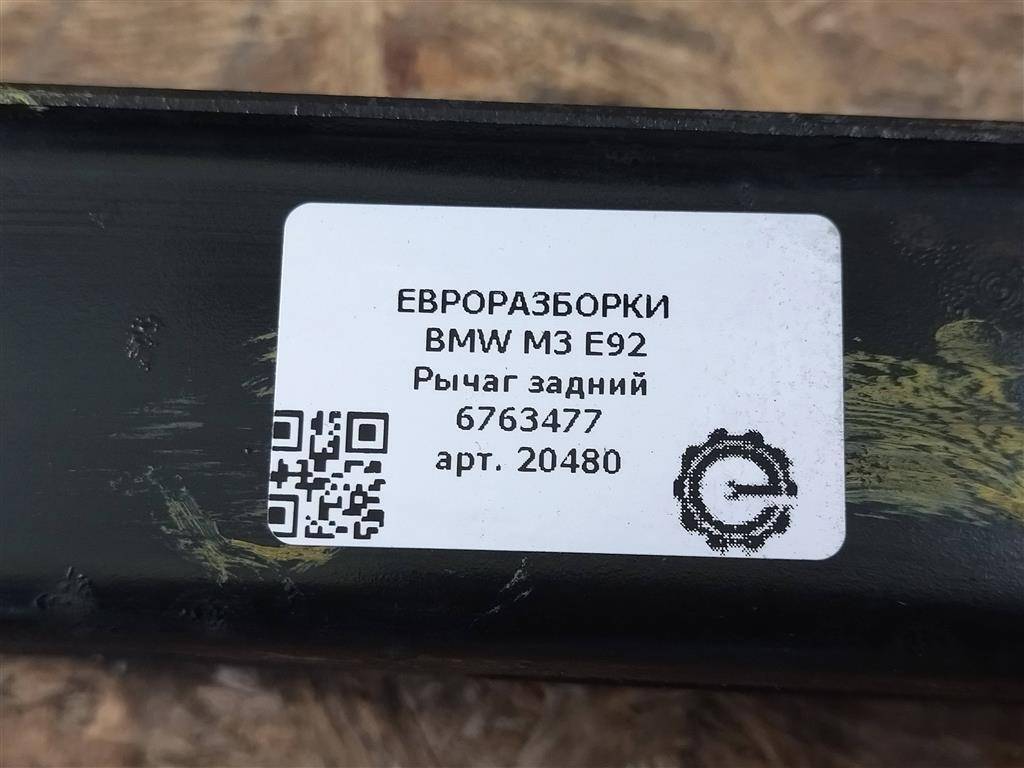 ЕВРОРАЗБОРКИ
BMW M3 E92
Рычаг задний
6763477
арт. 20480